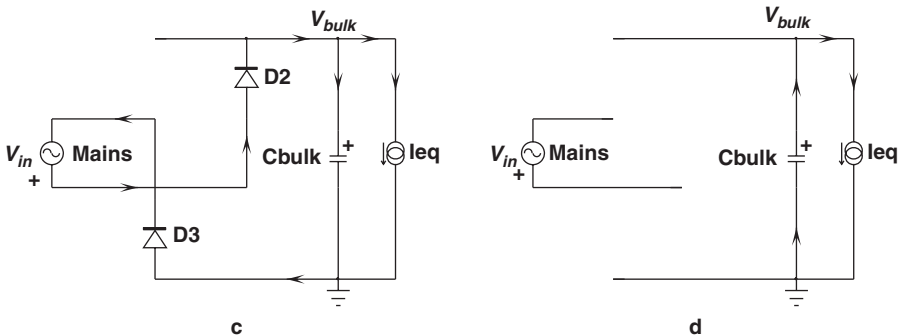 V_bulk
D2
V_in
Mains
+
Cbulk
+
Ieq
D3
c
V_bulk
V_in
Mains
+
Cbulk
+
Ieq
d